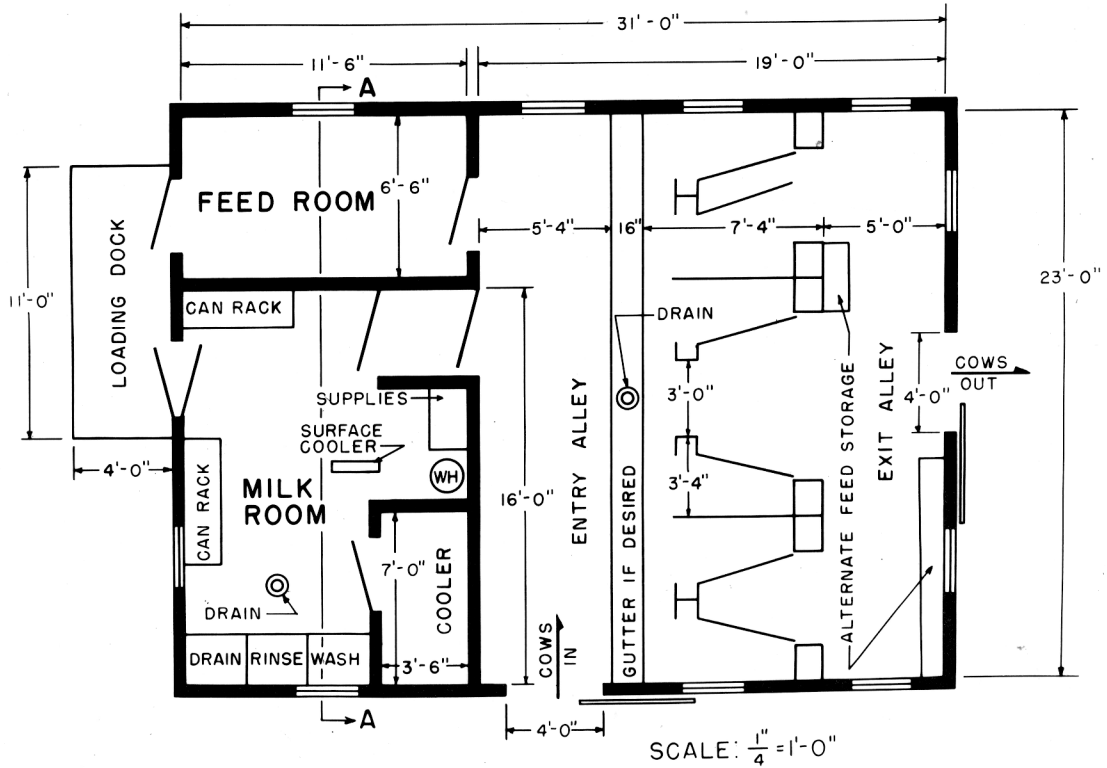 31'-0"
11'-6"
19'-0"
A
FEED ROOM
6'-6"
5'-4"
16"
7'-4"
5'-0"
LOADING DOCK
11'-0"
23'-0"
CAN RACK
DRAIN
COWS
OUT
SUPPLIES
3'-0"
4'-0"
SURFACE
COOLER
4'-0"
WH
MILK
ROOM
CAN RACK
16'-0"
ENTRY ALLEY
3'-4"
ALTERNATE FEED STORAGE
EXIT ALLEY
7'-0"
COOLER
GUTTER IF DESIRED
DRAIN
DRAIN
RINSE
WASH
3'-6"
COWS
IN
A
4'-0"
SCALE: 1"/4 = 1'-0"